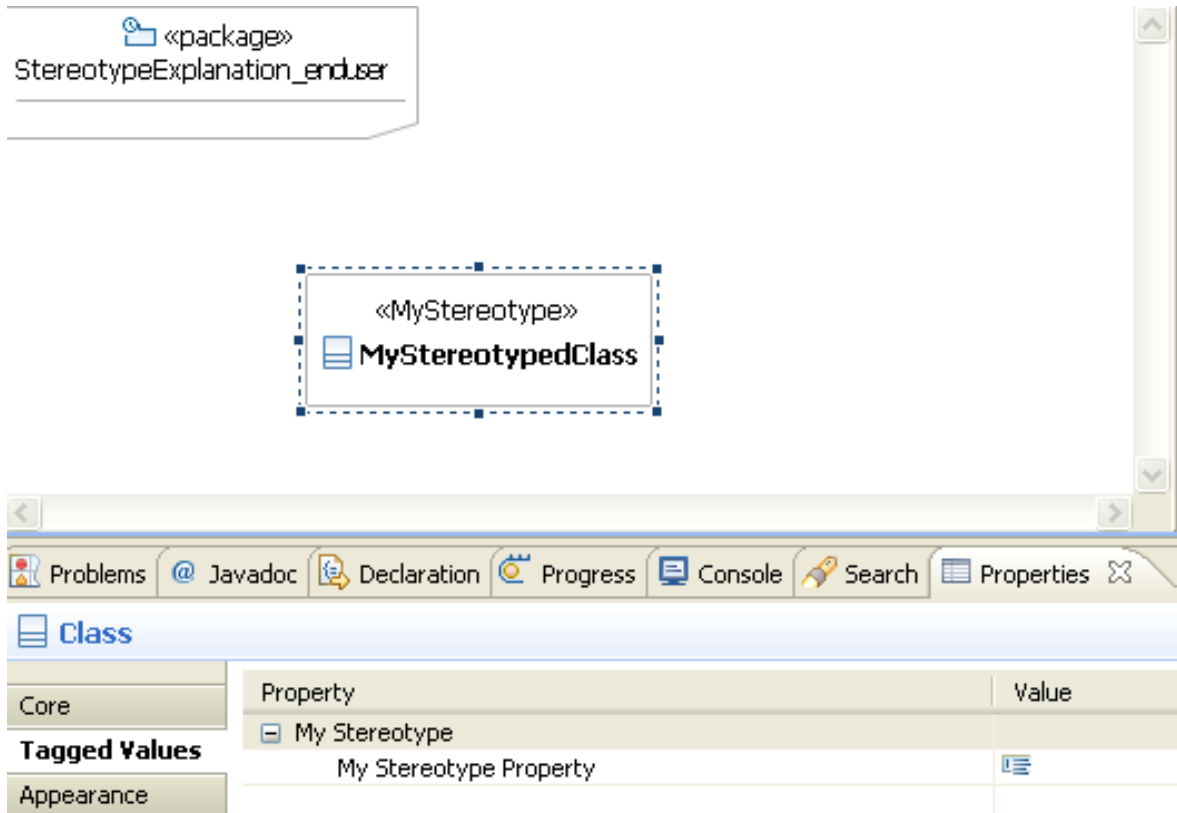 «package»
StereotypeExplanation_enduser
«MyStereotype»
MyStereotypedClass
Problems @ Javadoc Declaration Progress Console Search Properties
Class
Core
Tagged Values
Appearance
Property Value
My Stereotype
My Stereotype Property